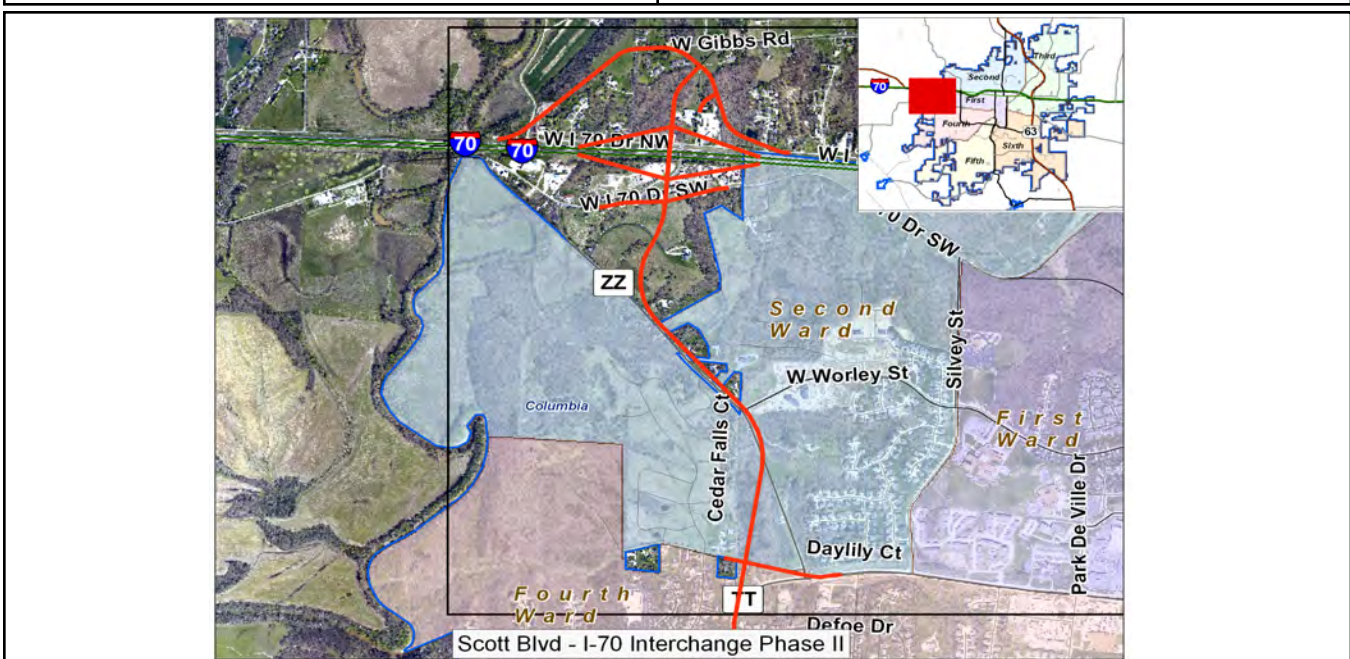 W Gibbs Rd
70
70
W I 70 Dr NW
W I
W I 70 Dr SW
70 Dr SW
ZZ
Second
Ward
Silvey St
W Worley St
Columbia
Cedar Falls Ct
First
Ward
Park De Ville Dr
Daylily Ct
Fourth
Ward
TT
Defoe Dr
Scott Blvd - I-70 Interchange Phase II
Third
Second
70
First
Fourth
63
Sixth
Fifth